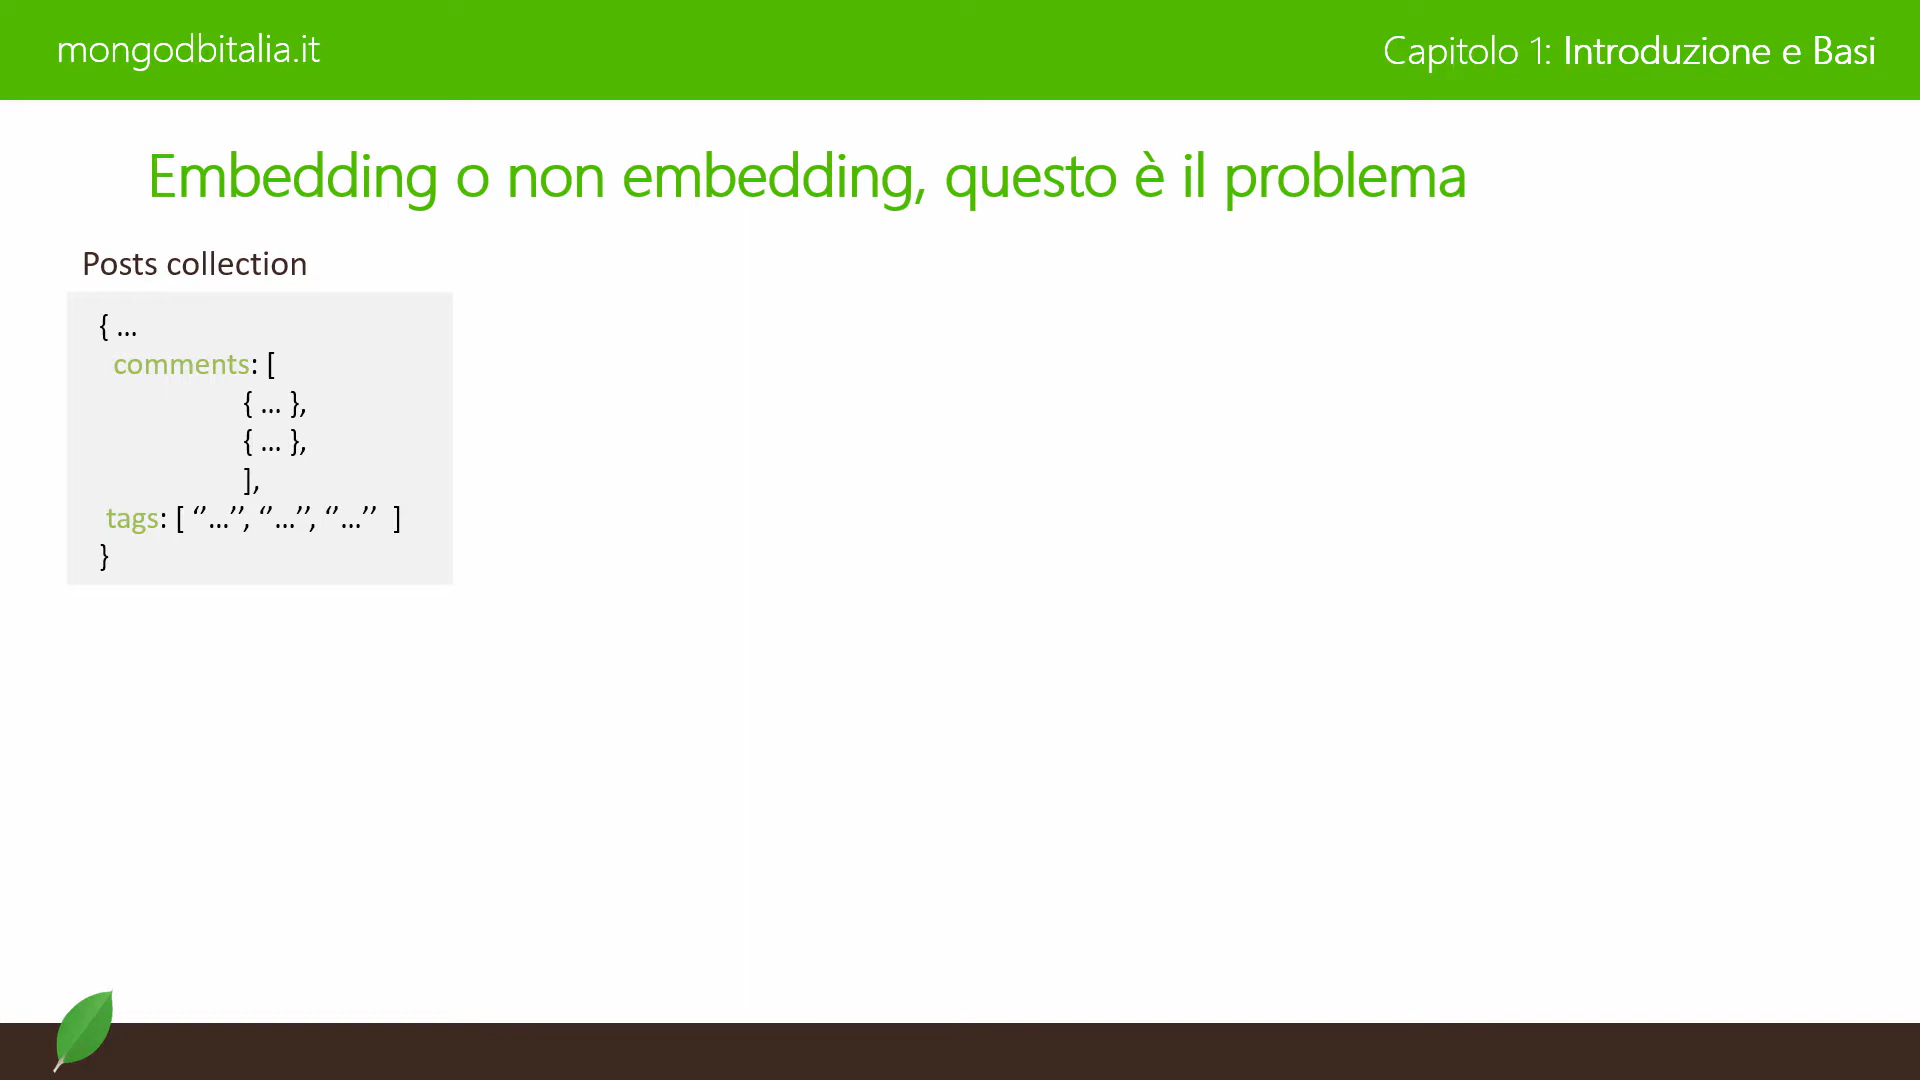 mongodbitalia.it
Capitolo 1: Introduzione e Basi
Embedding o non embedding, questo è il problema
Posts collection
{ ...
comments: [
{ ... },
{ ... },
],
tags: [ ‘’...’’, ‘’...’’, ‘’...’’ ]
}